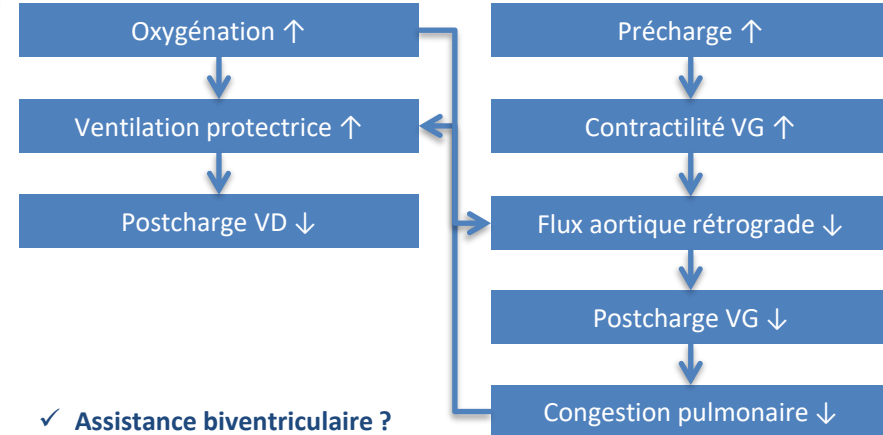 Oxygénation ↑
Ventilation protectrice ↑
Postcharge VD ↓
Précharge ↑
Contractilité VG ↑
Flux aortique rétrograde ↓
Postcharge VG ↓
Congestion pulmonaire ↓
✓ Assistance biventriculaire ?